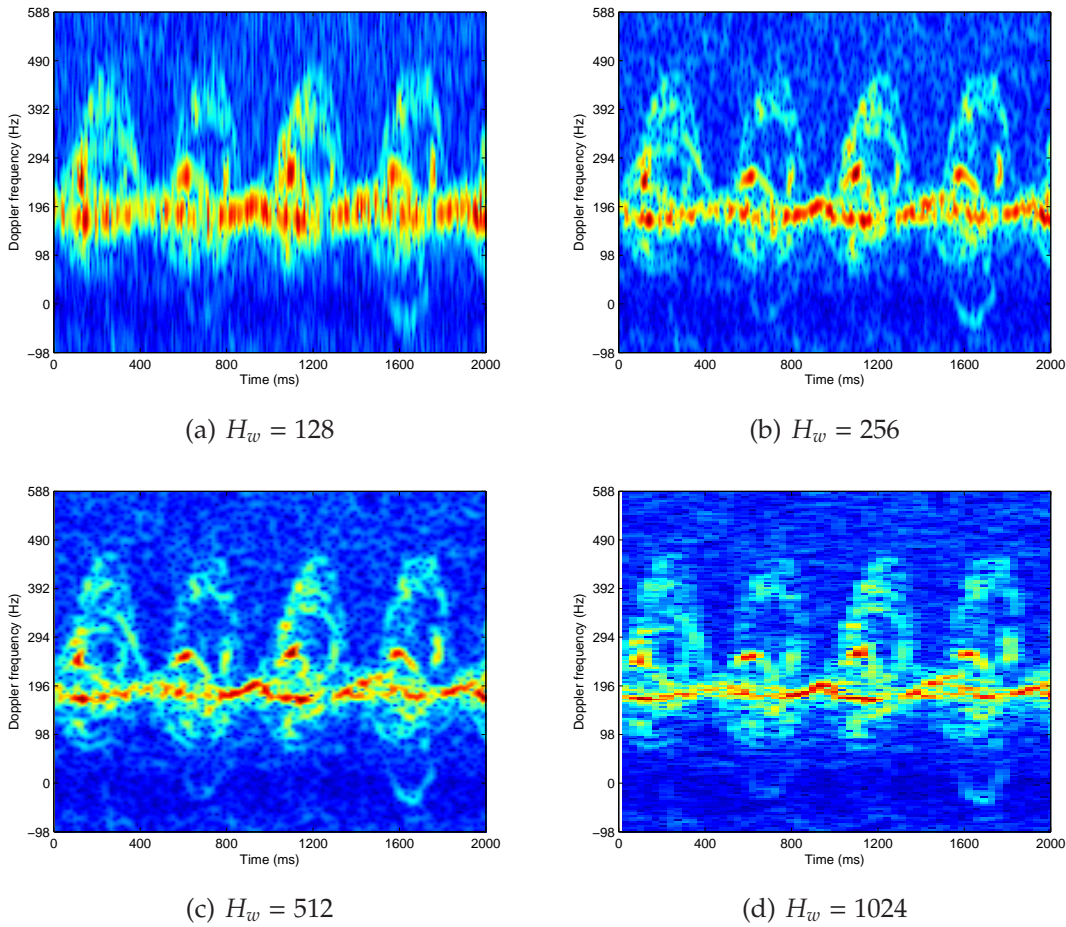 588
490
392
294
196
98
0
−98
Doppler frequency (Hz)
0 400 800 1200 1600 2000
Time (ms)
(a) H_w = 128
588
490
392
294
196
98
0
−98
Doppler frequency (Hz)
0 400 800 1200 1600 2000
Time (ms)
(b) H_w = 256
588
490
392
294
196
98
0
−98
Doppler frequency (Hz)
0 400 800 1200 1600 2000
Time (ms)
(c) H_w = 512
588
490
392
294
196
98
0
−98
Doppler frequency (Hz)
0 400 800 1200 1600 2000
Time (ms)
(d) H_w = 1024